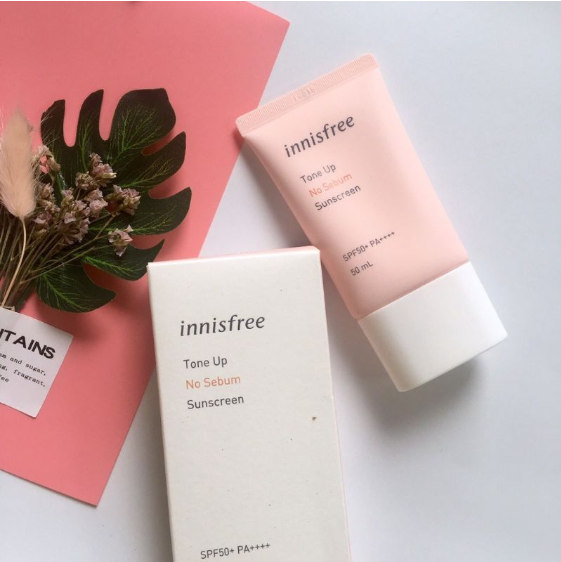 innisfree
Tone Up
No Sebum
Sunscreen
SPF50+ PA++++
50 mL
innisfree
Tone Up
No Sebum
Sunscreen
SPF50+ PA++++
TAINS
and sugar,
fragrant,